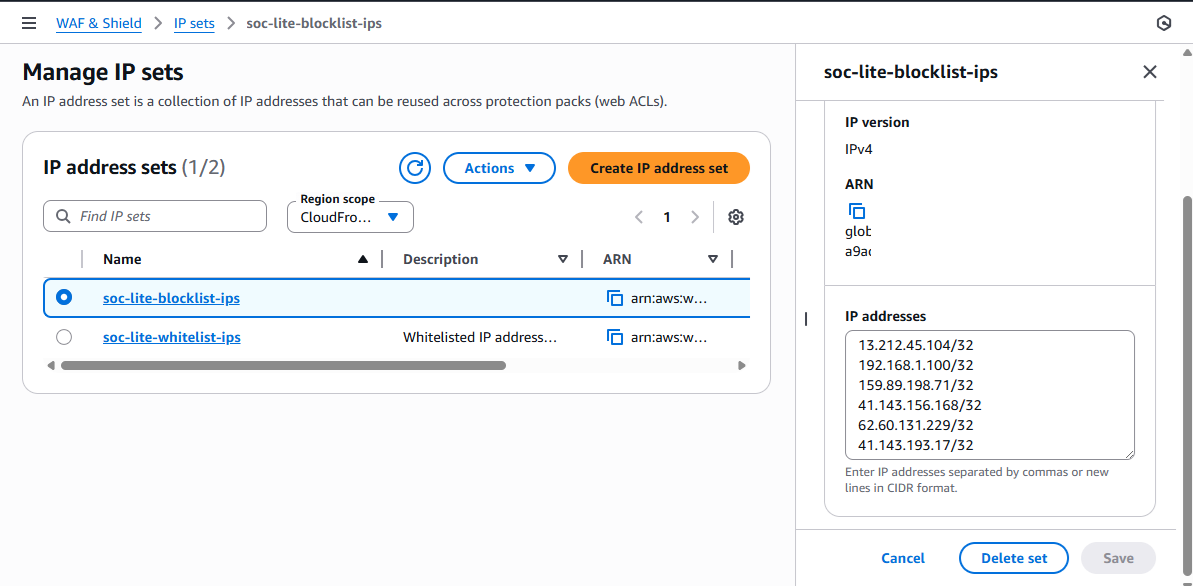 WAF & Shield > IP sets > soc-lite-blocklist-ips
Manage IP sets
An IP address set is a collection of IP addresses that can be reused across protection packs (web ACLs).
IP address sets (1/2)
Actions
Create IP address set
Find IP sets
Region scope
CloudFro...
1
Name
Description
ARN
soc-lite-blocklist-ips
arn:aws:w...
soc-lite-whitelist-ips
Whitelisted IP address...
arn:aws:w...
soc-lite-blocklist-ips
IP version
IPv4
ARN
glob
a9ac
IP addresses
13.212.45.104/32
192.168.1.100/32
159.89.198.71/32
41.143.156.168/32
62.60.131.229/32
41.143.193.17/32
Enter IP addresses separated by commas or new
lines in CIDR format.
Cancel
Delete set
Save